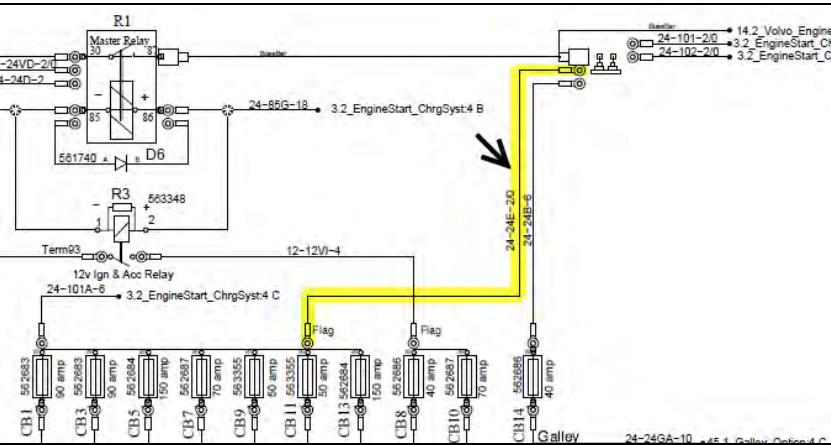 R1
Master Relay
30
87
BussBar
BussBar
14.2_Volvo_Engine
24-101-2/0
3.2_EngineStart_Ch
24-102-2/0
3.2_EngineStart_C
-24VD-2/0
4-24D-2
-
+
85
86
24-85G-18
3.2_EngineStart_ChrgSyst:4 B
561740
A
B
D6
R3
563348
-
+
1
2
24-24E-2/0
24-24B-6
Term93
12-12VI-4
12v Ign & Acc Relay
24-101A-6
3.2_EngineStart_ChrgSyst:4 C
Flag
Flag
562683
90 amp
562683
90 amp
562684
150 amp
562687
70 amp
563355
50 amp
563355
50 amp
562684
150 amp
562686
40 amp
562687
70 amp
562686
40 amp
CB1
CB3
CB5
CB7
CB9
CB11
CB13
CB8
CB10
CB14
Galley
24-24GA-10
45.1_Galley_Option:4 C